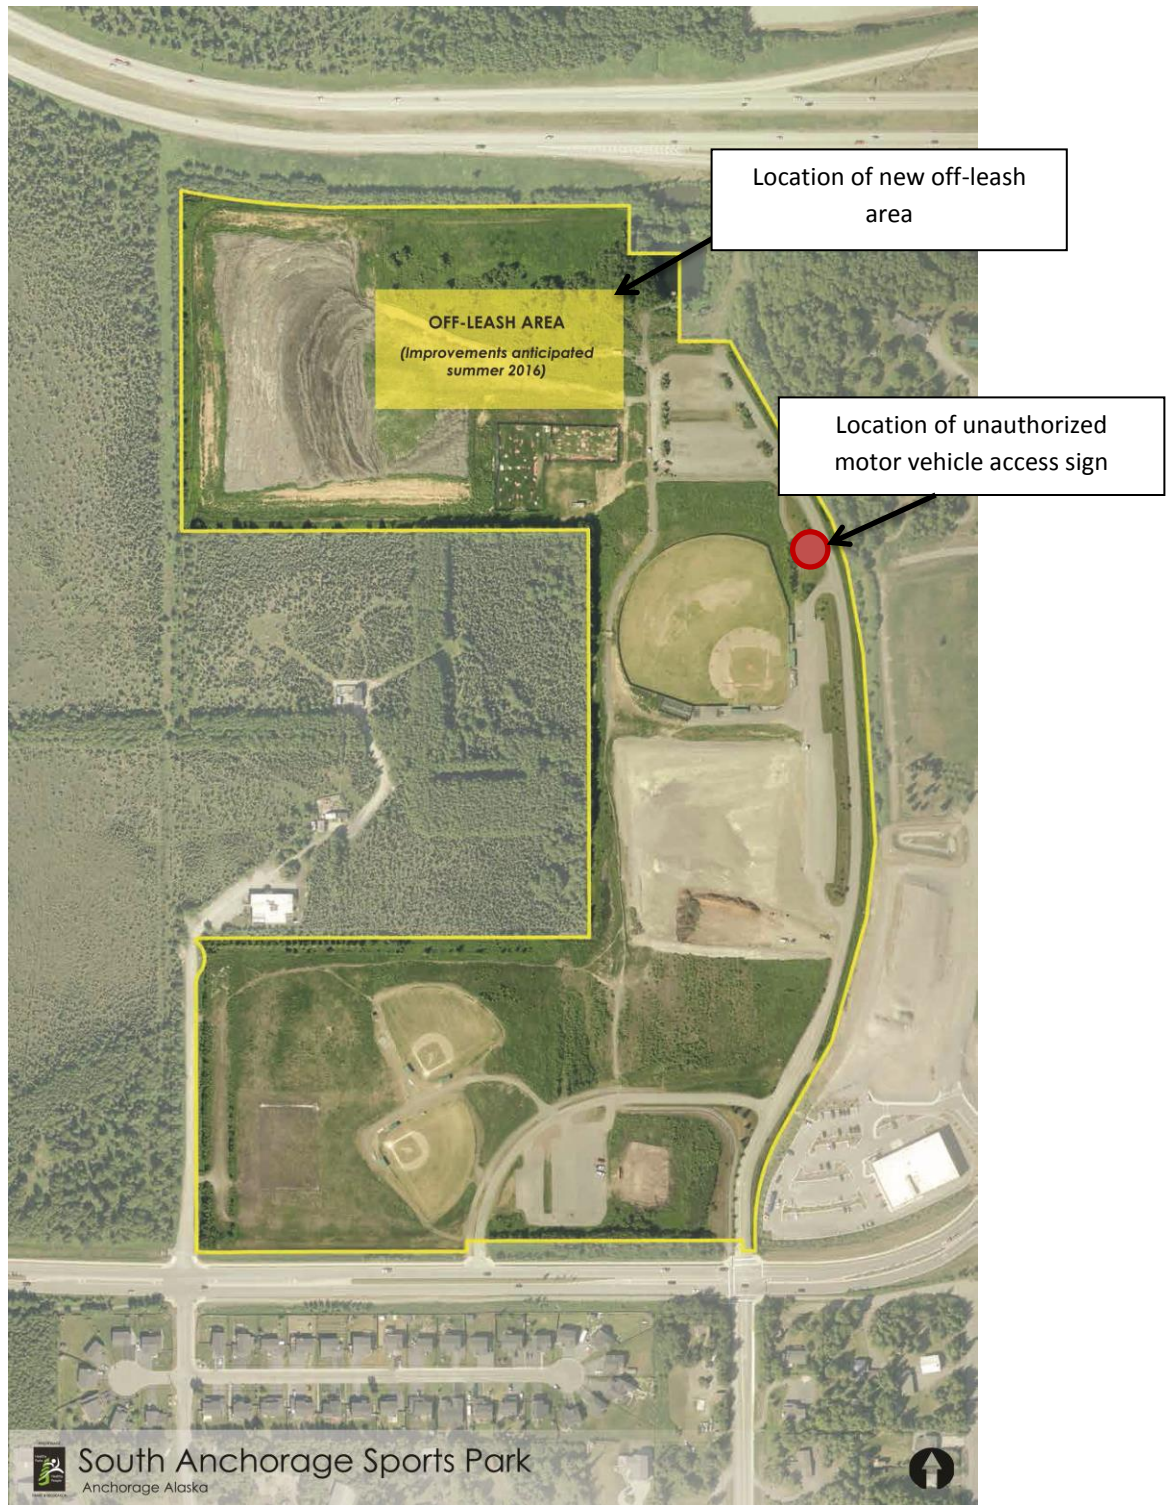 Location of new off-leash
area
OFF-LEASH AREA
(Improvements anticipated
summer 2016)
Location of unauthorized
motor vehicle access sign
South Anchorage Sports Park
Anchorage Alaska